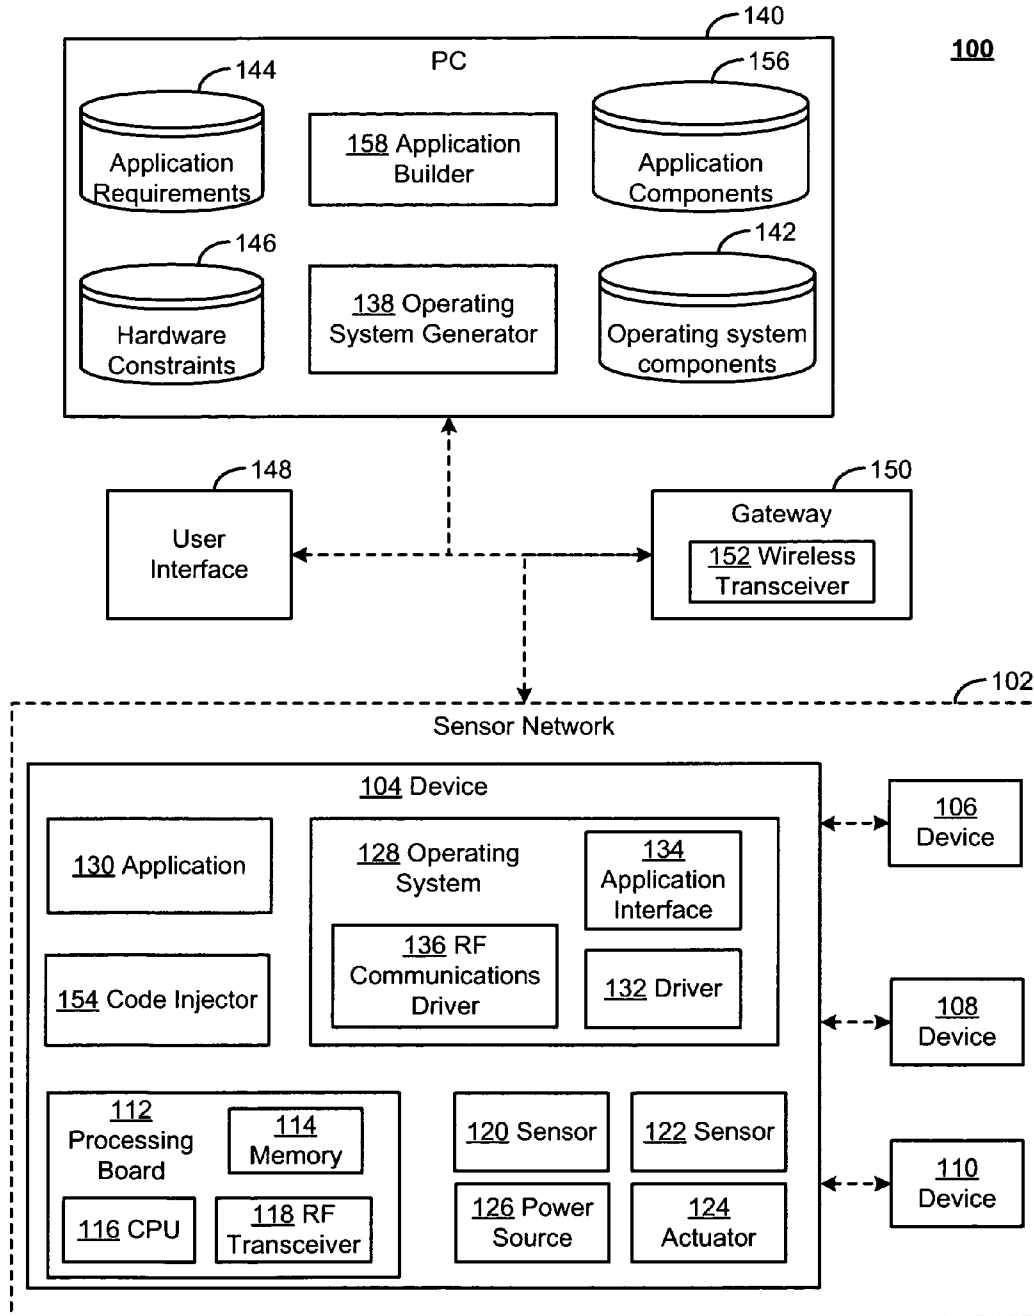 140
100
PC
144
156
Application
Requirements
158 Application
Builder
Application
Components
146
142
Hardware
Constraints
138 Operating
System Generator
Operating system
components
148
150
User
Interface
Gateway
152 Wireless
Transceiver
102
Sensor Network
104 Device
106
Device
130 Application
128 Operating
System
134
Application
Interface
136 RF
Communications
Driver
132 Driver
154 Code Injector
108
Device
112
Processing
Board
114
Memory
120 Sensor
122 Sensor
110
Device
116 CPU
118 RF
Transceiver
126 Power
Source
124
Actuator